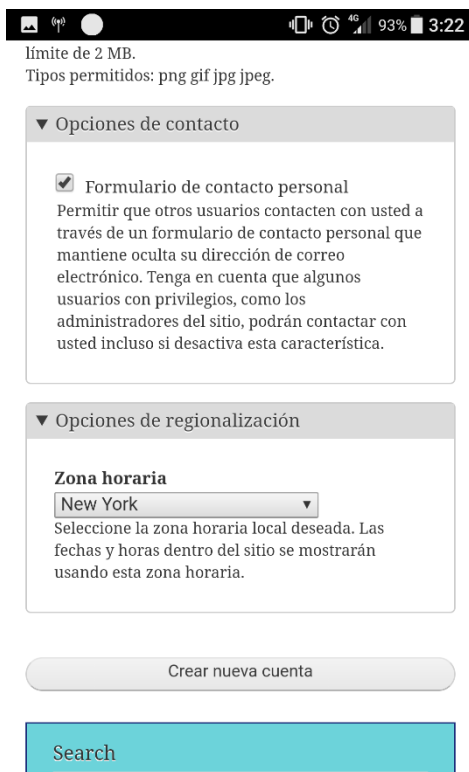 4G 93% 3:22
límite de 2 MB.
Tipos permitidos: png gif jpg jpeg.
▼ Opciones de contacto
Formulario de contacto personal
Permitir que otros usuarios contacten con usted a
través de un formulario de contacto personal que
mantiene oculta su dirección de correo
electrónico. Tenga en cuenta que algunos
usuarios con privilegios, como los
administradores del sitio, podrán contactar con
usted incluso si desactiva esta característica.
▼ Opciones de regionalización
Zona horaria
New York ▼
Seleccione la zona horaria local deseada. Las
fechas y horas dentro del sitio se mostrarán
usando esta zona horaria.
Crear nueva cuenta
Search